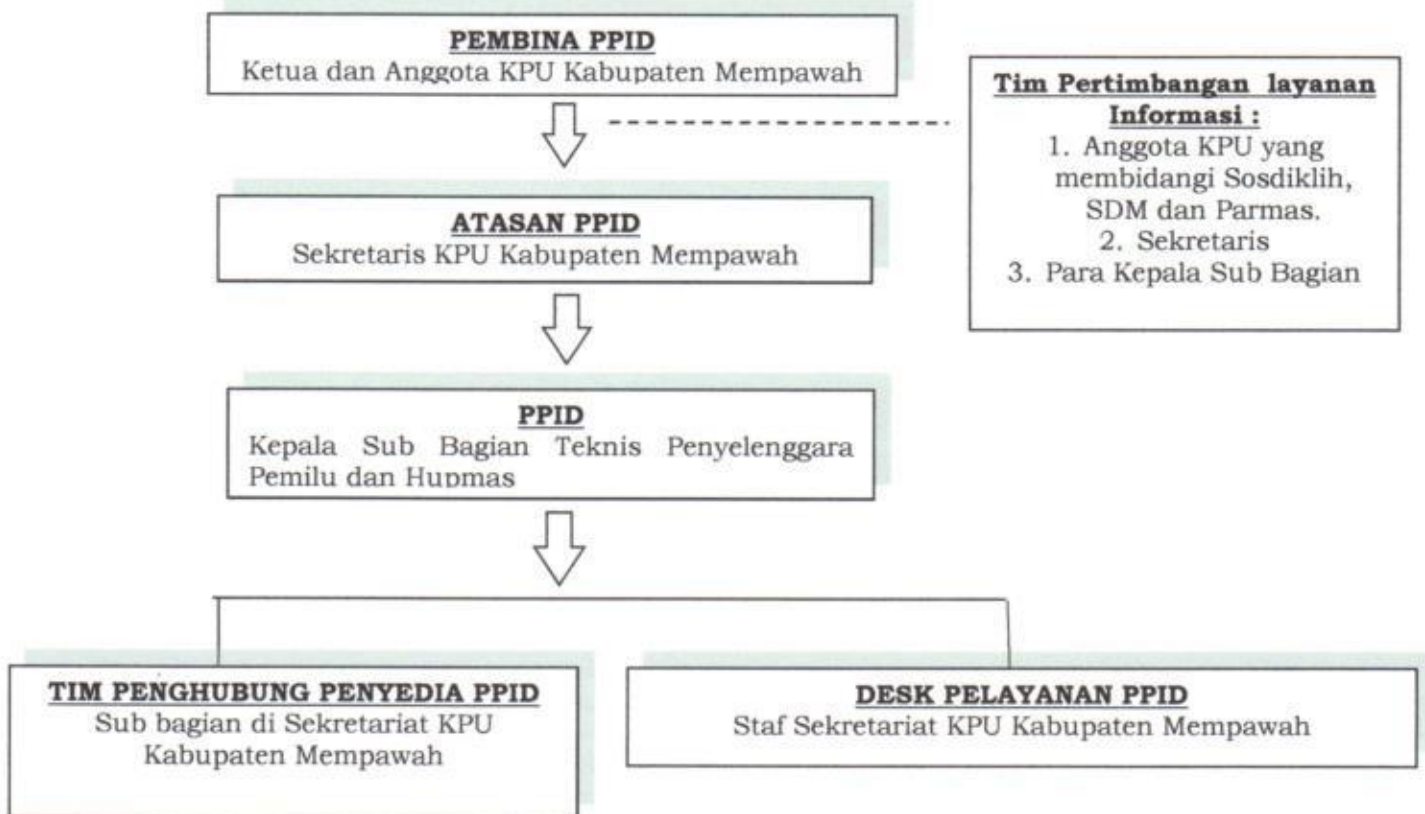 PEMBINA PPID
Ketua dan Anggota KPU Kabupaten Mempawah
Tim Pertimbangan layanan
Informasi :
1. Anggota KPU yang
membidangi Sosdiklih,
SDM dan Parmas.
2. Sekretaris
3. Para Kepala Sub Bagian
ATASAN PPID
Sekretaris KPU Kabupaten Mempawah
PPID
Kepala Sub Bagian Teknis Penyelenggara
Pemilu dan Hupmas
TIM PENGHUBUNG PENYEDIA PPID
Sub bagian di Sekretariat KPU
Kabupaten Mempawah
DESK PELAYANAN PPID
Staf Sekretariat KPU Kabupaten Mempawah